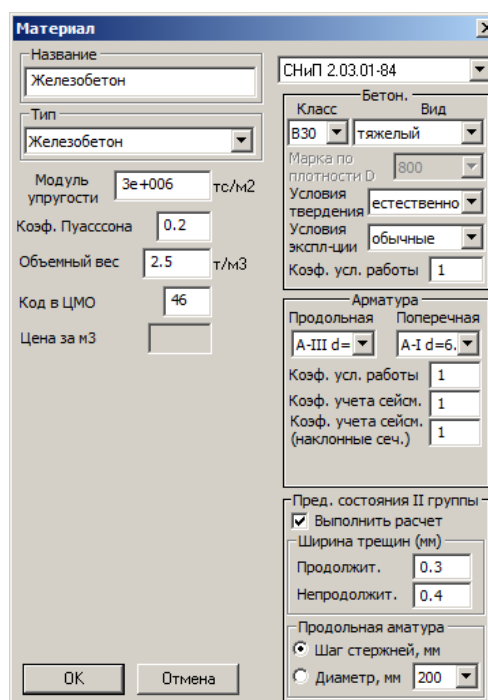 Материал
Название
Железобетон
Тип
Железобетон
Модуль упругости 3e+006 тс/м2
Коэф. Пуасссона 0.2
Объемный вес 2.5 т/м3
Код в ЦМО 46
Цена за м3
OK Отмена
СНиП 2.03.01-84
Бетон.
Класс Вид
B30 тяжелый
Марка по плотности D 800
Условия твердения естественно
Условия экспл-ции обычные
Коэф. усл. работы 1
Арматура
Продольная Поперечная
A-III d= A-I d=6.
Коэф. усл. работы 1
Коэф. учета сейсм. 1
Коэф. учета сейсм. (наклонные сеч.) 1
Пред. состояния II группы
Выполнить расчет
Ширина трещин (мм)
Продолжит. 0.3
Непродолжит. 0.4
Продольная аматура
Шаг стержней, мм
Диаметр, мм 200